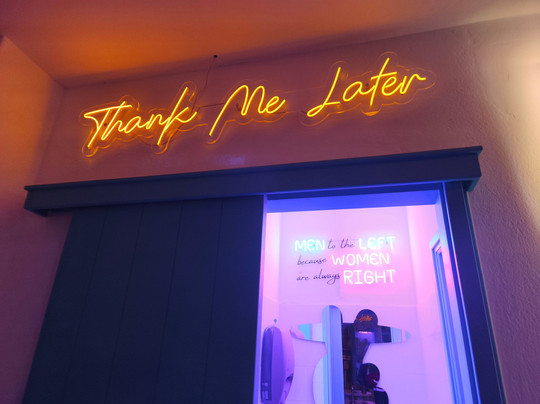 Thank Me Later
MEN to the LEFT
because WOMEN
are always RIGHT